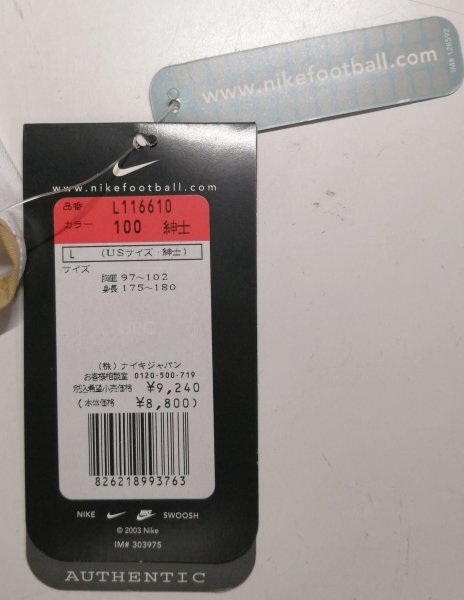 www.nikefootball.com
IM# 128592
www.nikefootball.com
品番 L116610
カラー 100 紳士
L (USサイズ・紳士)
サイズ
胸囲 97～102
身長 175～180
UPC
(株)ナイキジャパン
お客様相談室 0120-500-719
税込希望小売価格 ¥9,240
(本体価格 ¥8,800)
826218993763
NIKE SWOOSH
© 2003 Nike
IM# 303975
AUTHENTIC